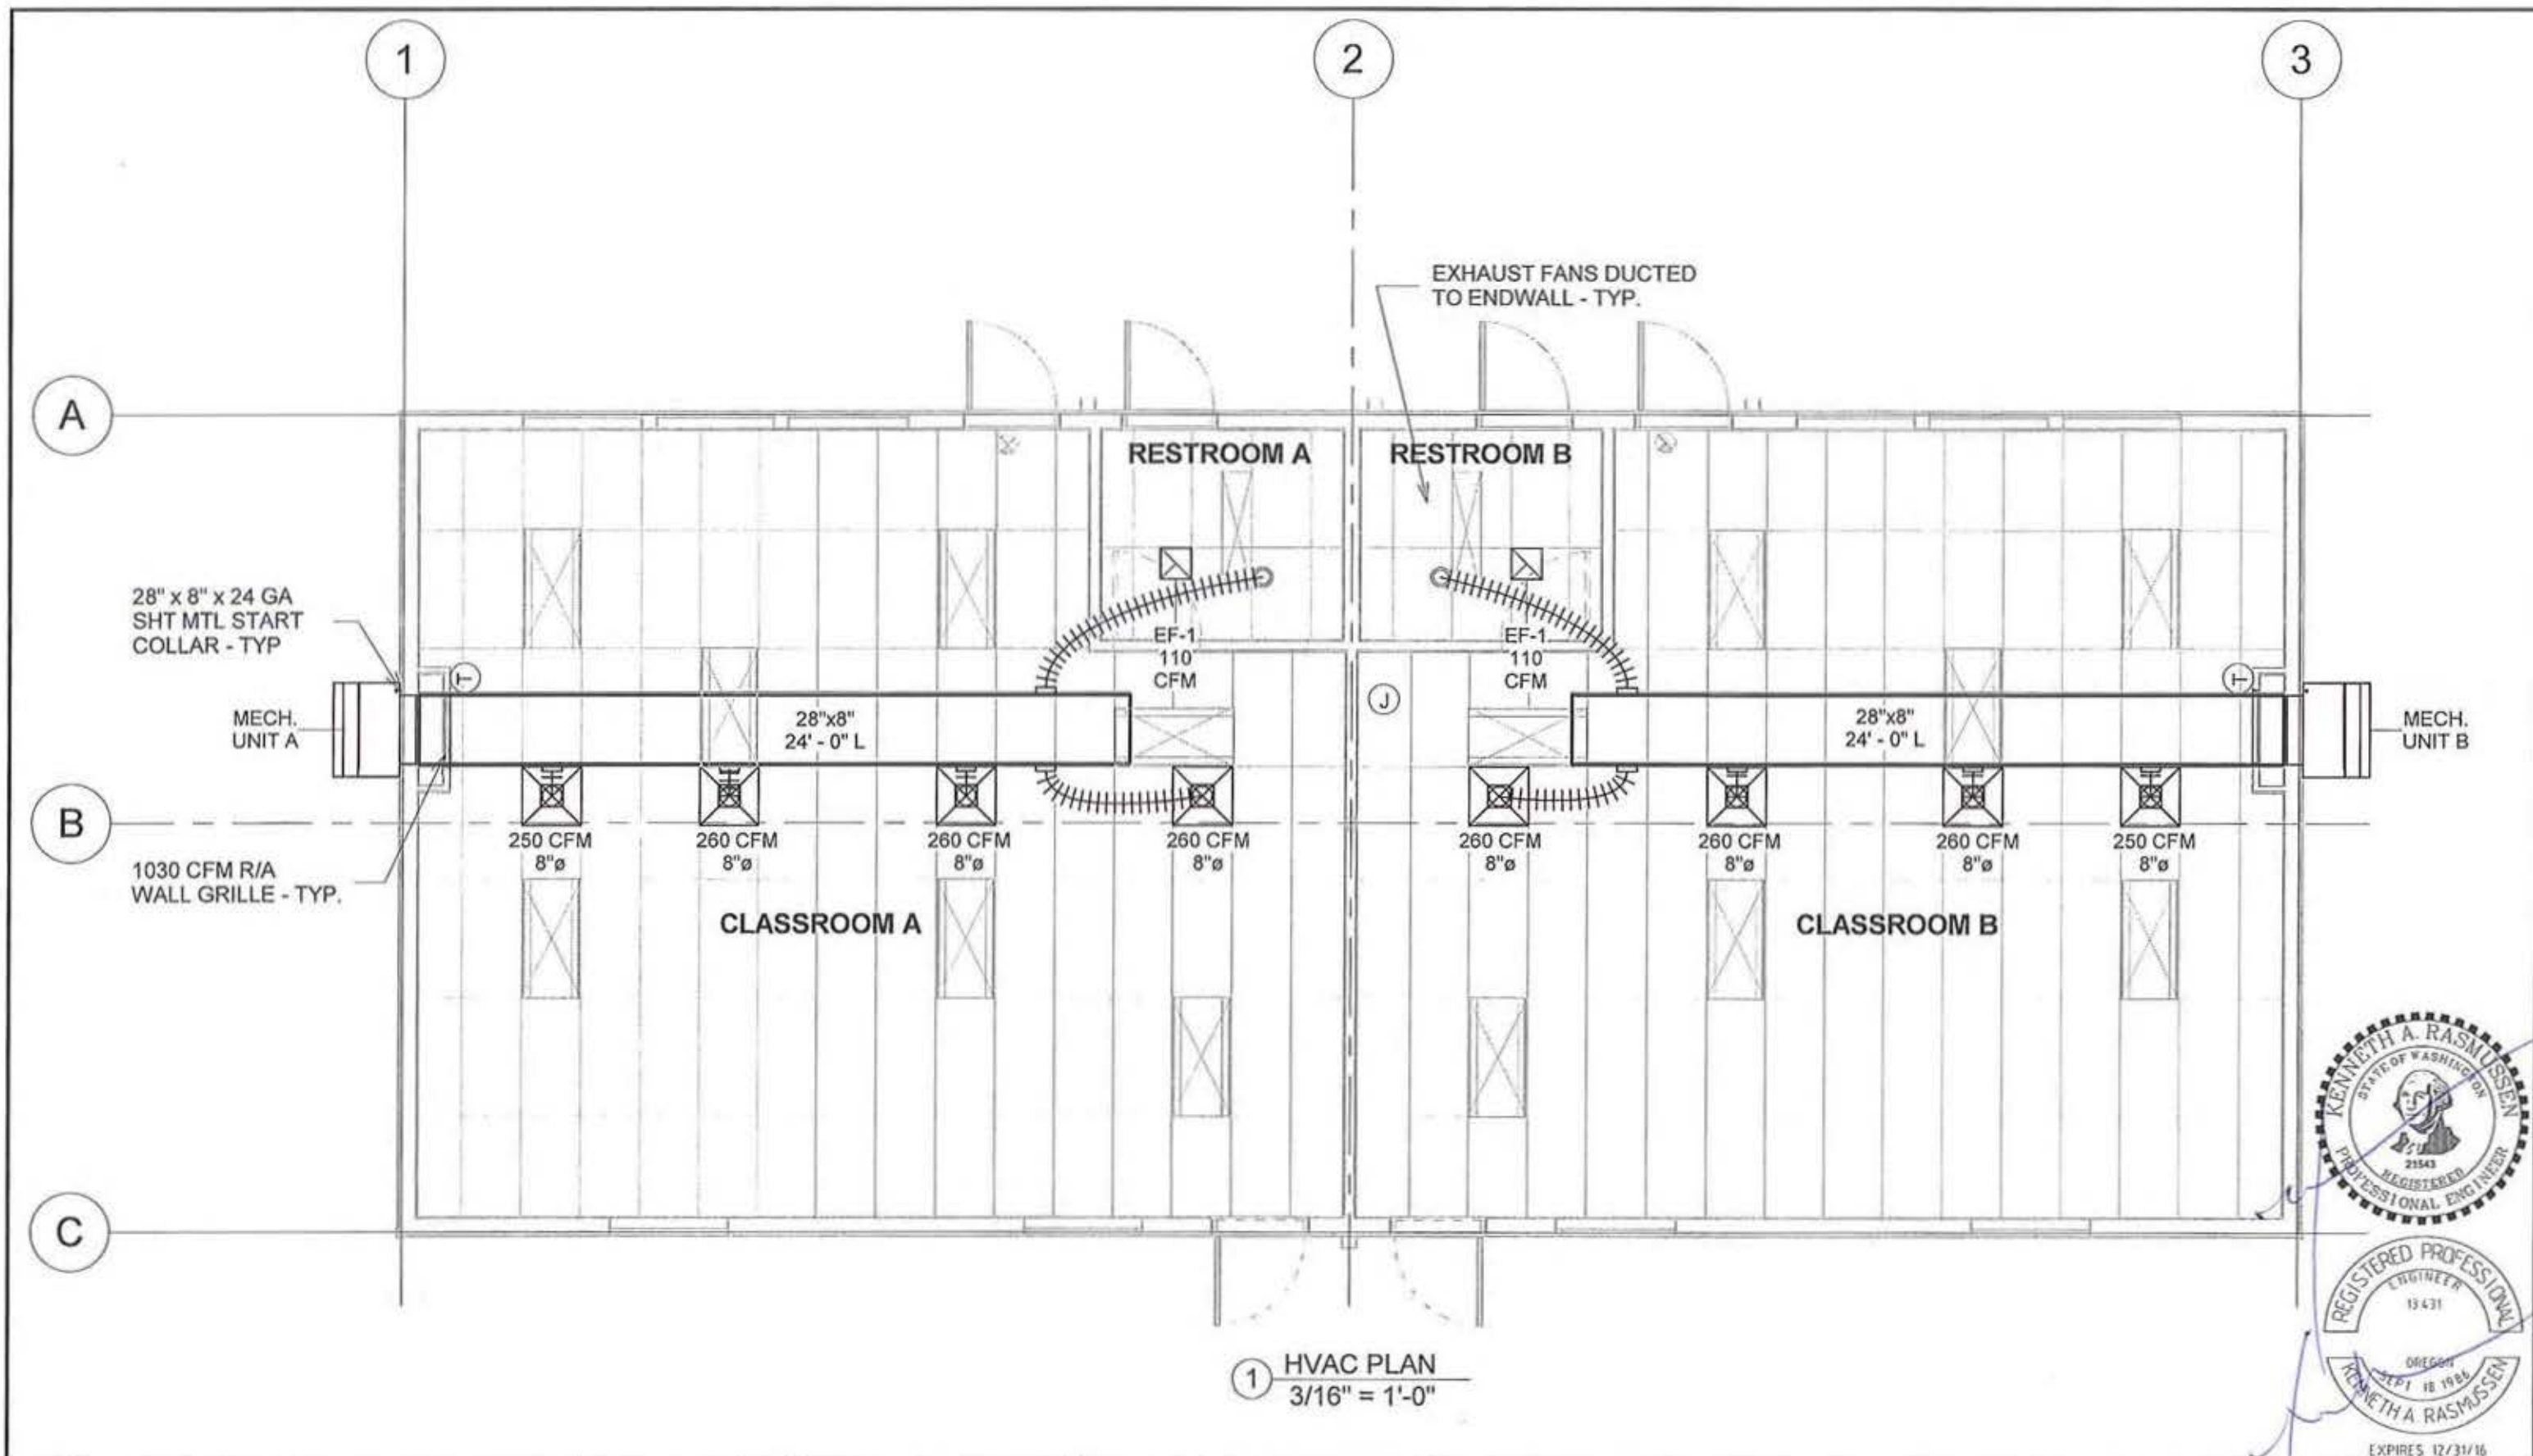 1
2
3
EXHAUST FANS DUCTED
TO ENDWALL - TYP.
A
RESTROOM A
RESTROOM B
28" x 8" x 24 GA
SHT MTL START
COLLAR - TYP
EF-1
110
CFM
EF-1
110
CFM
T
T
J
MECH.
UNIT A
28"x8"
24' - 0" L
28"x8"
24' - 0" L
MECH.
UNIT B
B
250 CFM
8"ø
260 CFM
8"ø
260 CFM
8"ø
260 CFM
8"ø
260 CFM
8"ø
260 CFM
8"ø
260 CFM
8"ø
250 CFM
8"ø
1030 CFM R/A
WALL GRILLE - TYP.
CLASSROOM A
CLASSROOM B
C
KENNETH A. RASMUSSEN
STATE OF WASHINGTON
21543
REGISTERED
PROFESSIONAL ENGINEER
REGISTERED PROFESSIONAL
ENGINEER
13431
OREGON
SEPT 18 1986
KENNETH A RASMUSSEN
EXPIRES 12/31/16
1
HVAC PLAN
3/16" = 1'-0"